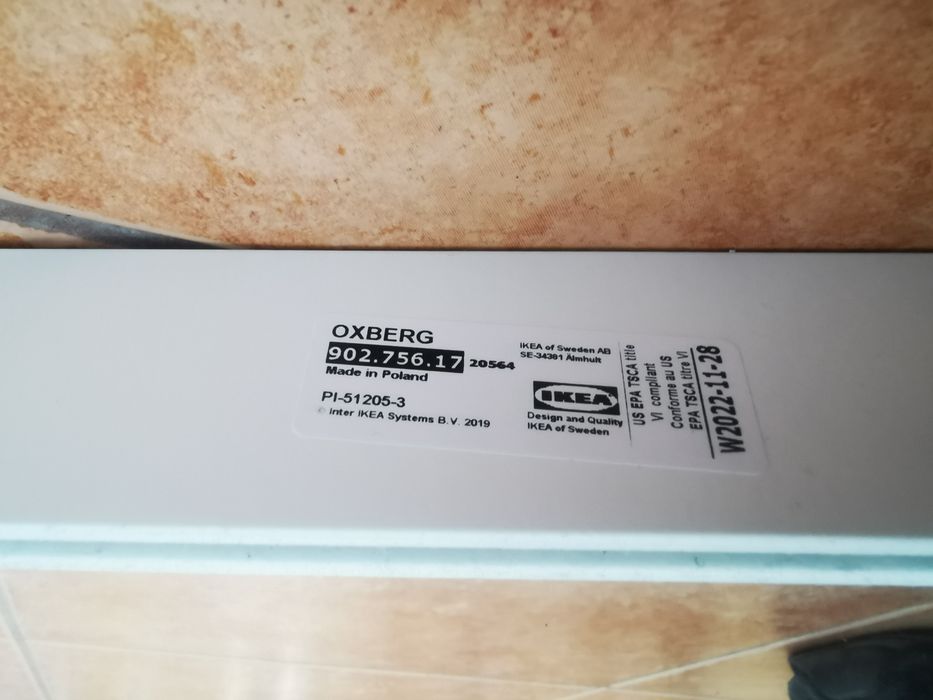 OXBERG
902.756.17 20564
Made in Poland
PI-51205-3
© Inter IKEA Systems B.V. 2019
IKEA of Sweden AB
SE-34381 Älmhult
IKEA
Design and Quality
IKEA of Sweden
US EPA TSCA title
VI compliant
Conforme au US
EPA TSCA titre VI
W2022-11-28